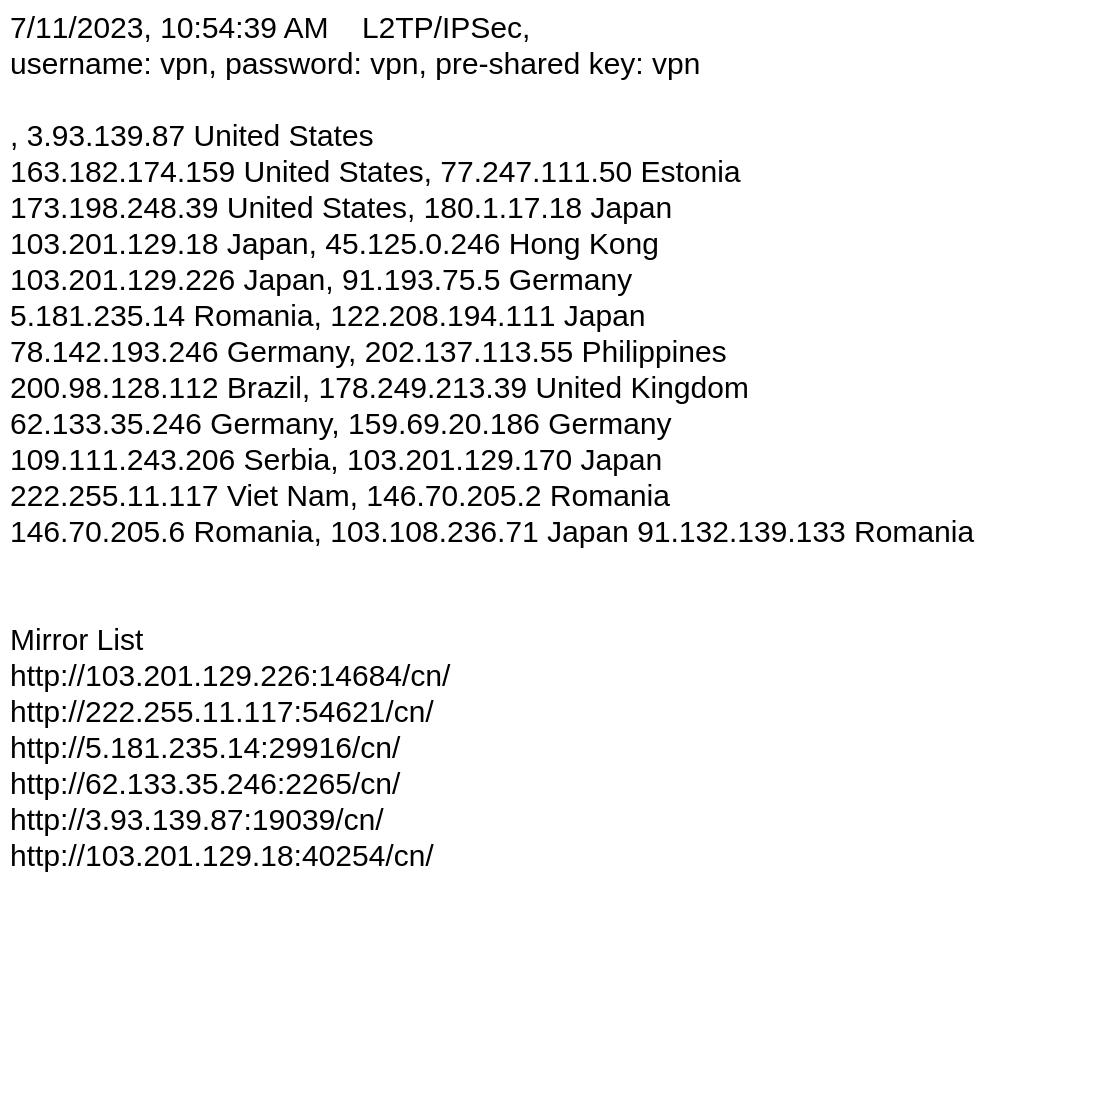 7/11/2023, 10:54:39 AM    L2TP/IPSec,
username: vpn, password: vpn, pre-shared key: vpn
, 3.93.139.87 United States
163.182.174.159 United States, 77.247.111.50 Estonia
173.198.248.39 United States, 180.1.17.18 Japan
103.201.129.18 Japan, 45.125.0.246 Hong Kong
103.201.129.226 Japan, 91.193.75.5 Germany
5.181.235.14 Romania, 122.208.194.111 Japan
78.142.193.246 Germany, 202.137.113.55 Philippines
200.98.128.112 Brazil, 178.249.213.39 United Kingdom
62.133.35.246 Germany, 159.69.20.186 Germany
109.111.243.206 Serbia, 103.201.129.170 Japan
222.255.11.117 Viet Nam, 146.70.205.2 Romania
146.70.205.6 Romania, 103.108.236.71 Japan 91.132.139.133 Romania
Mirror List
http://103.201.129.226:14684/cn/
http://222.255.11.117:54621/cn/
http://5.181.235.14:29916/cn/
http://62.133.35.246:2265/cn/
http://3.93.139.87:19039/cn/
http://103.201.129.18:40254/cn/